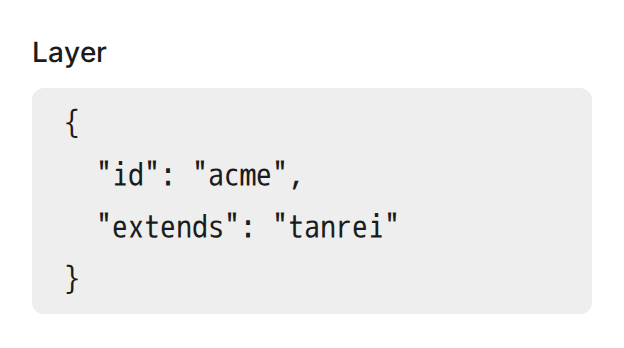 Layer
{
  "id": "acme",
  "extends": "tanrei"
}